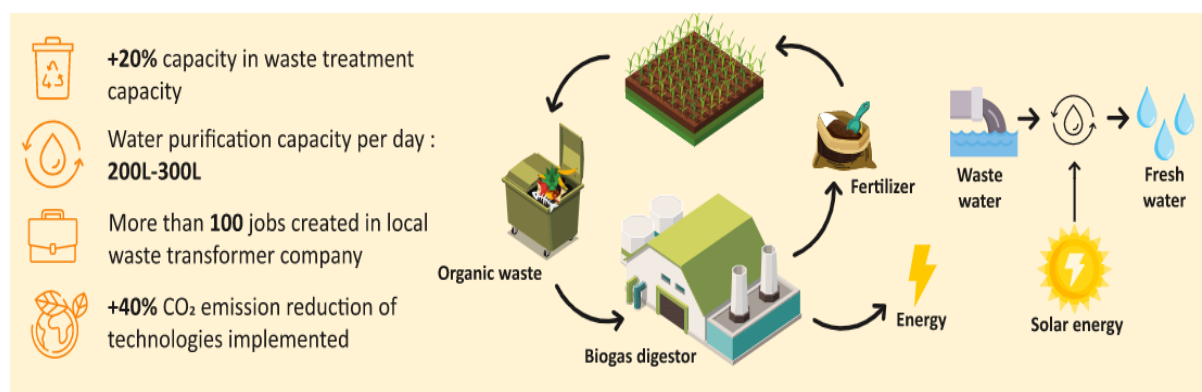 +20% capacity in waste treatment
capacity
Water purification capacity per day :
200L-300L
More than 100 jobs created in local
waste transformer company
+40% CO₂ emission reduction of
technologies implemented
Organic waste
Biogas digestor
Fertilizer
Energy
Waste
water
Fresh
water
Solar energy